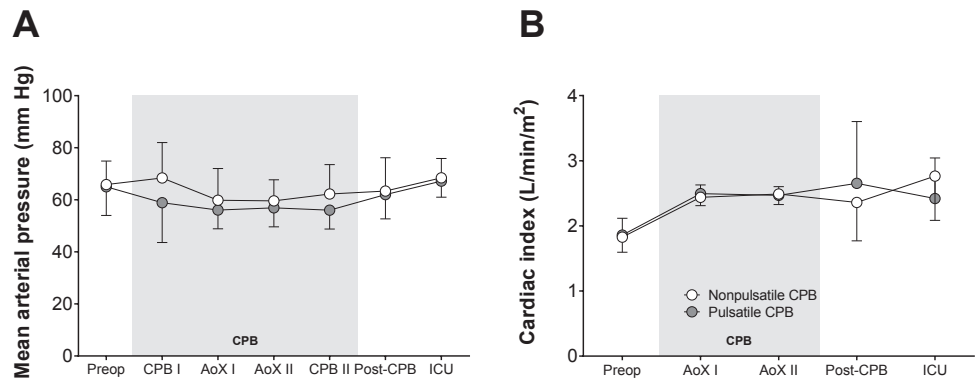 A
Mean arterial pressure (mm Hg)
100
80
60
40
20
0
CPB
Preop CPB I AoX I AoX II CPB II Post-CPB ICU
B
Cardiac index (L/min/m²)
4
3
2
1
0
Nonpulsatile CPB
Pulsatile CPB
CPB
Preop AoX I AoX II Post-CPB ICU